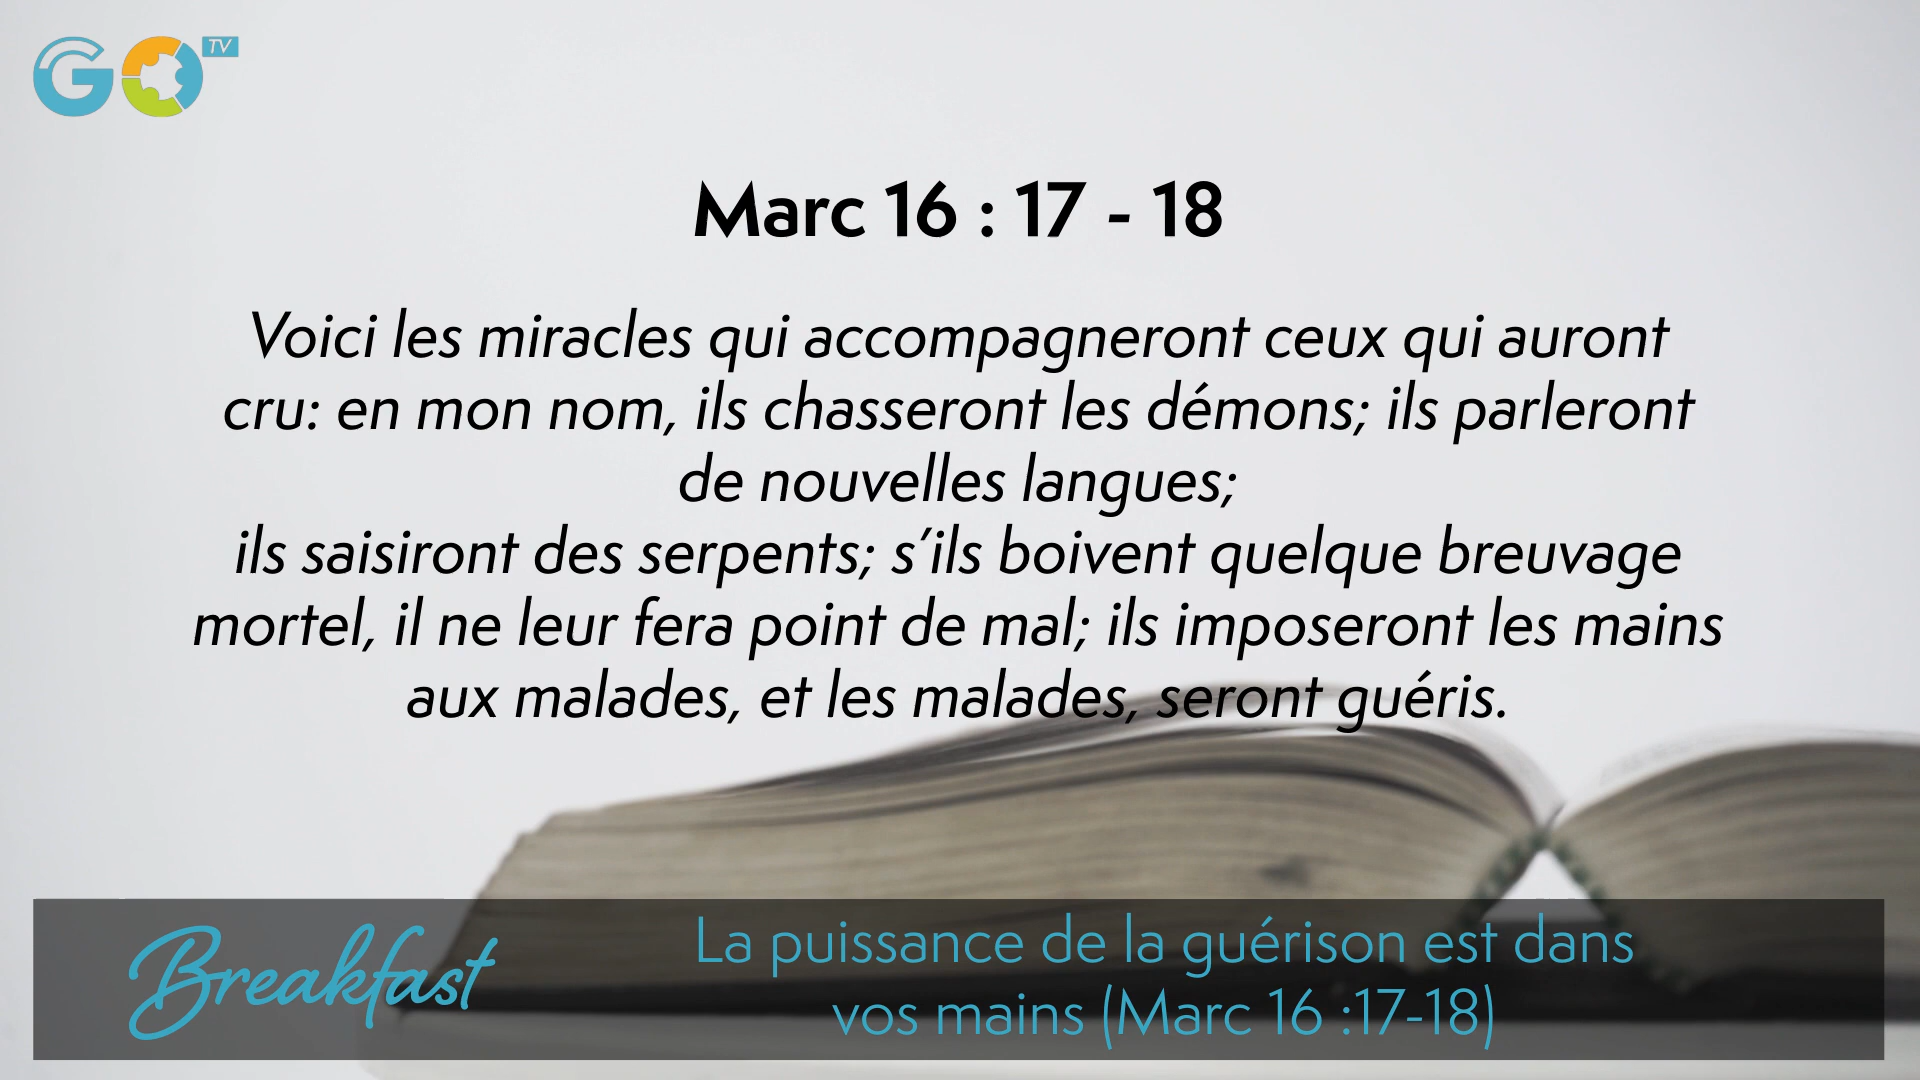 GO TV
Marc 16 : 17 - 18
Voici les miracles qui accompagneront ceux qui auront
cru: en mon nom, ils chasseront les démons; ils parleront
de nouvelles langues;
ils saisiront des serpents; s’ils boivent quelque breuvage
mortel, il ne leur fera point de mal; ils imposeront les mains
aux malades, et les malades, seront guéris.
Breakfast
La puissance de la guérison est dans
vos mains (Marc 16 :17-18)